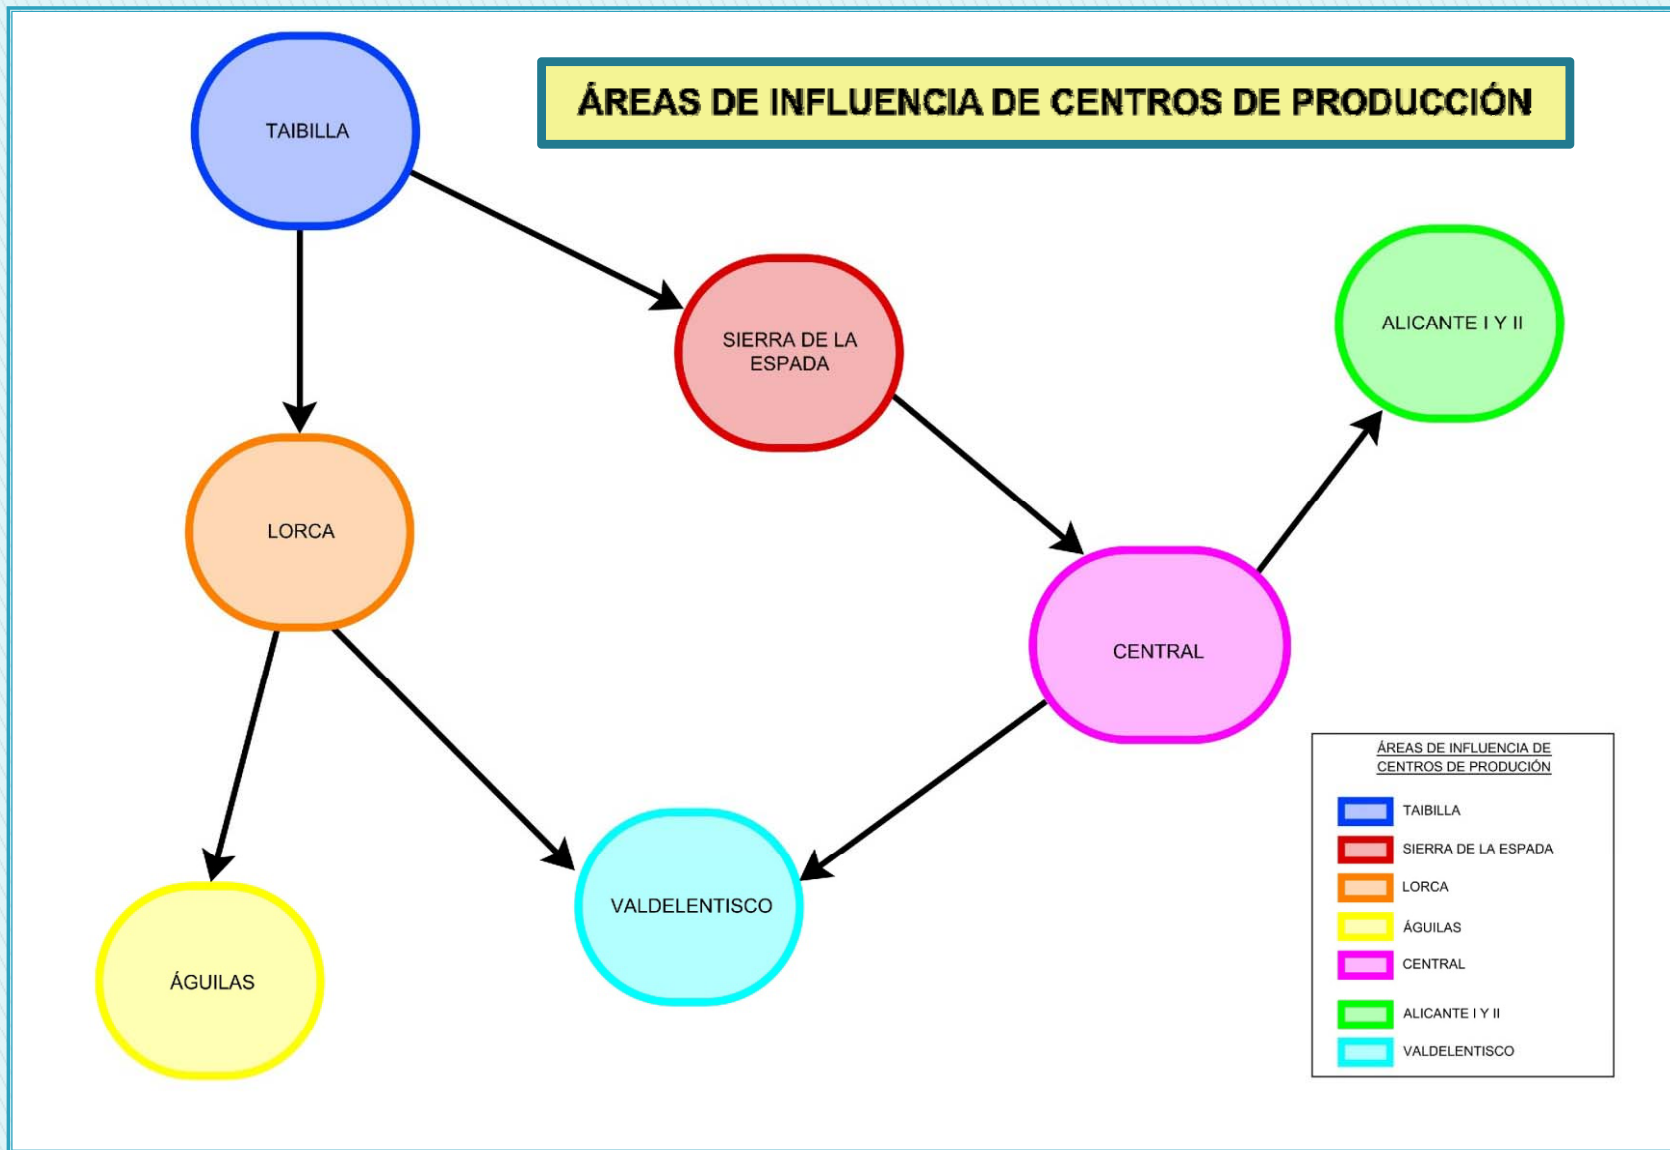 ÁREAS DE INFLUENCIA DE CENTROS DE PRODUCCIÓN
TAIBILLA
SIERRA DE LA
ESPADA
ALICANTE I Y II
LORCA
CENTRAL
VALDELENTISCO
ÁGUILAS
ÁREAS DE INFLUENCIA DE
CENTROS DE PRODUCIÓN
TAIBILLA
SIERRA DE LA ESPADA
LORCA
ÁGUILAS
CENTRAL
ALICANTE I Y II
VALDELENTISCO